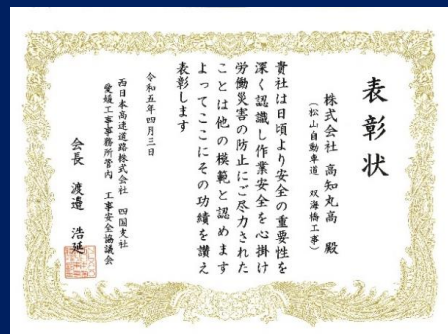 表彰状
株式会社 高知丸高 殿
(松山自動車道 双海橋工事)
貴社は日頃より安全の重要性を
深く認識し作業安全を心掛け
労働災害の防止にご尽力された
ことは他の模範と認めます
よってここにその功績を讃え
表彰します
令和五年四月三日
西日本高速道路株式会社 四国支社
愛媛工事事務所管内 工事安全協議会
会長 渡邉 浩延